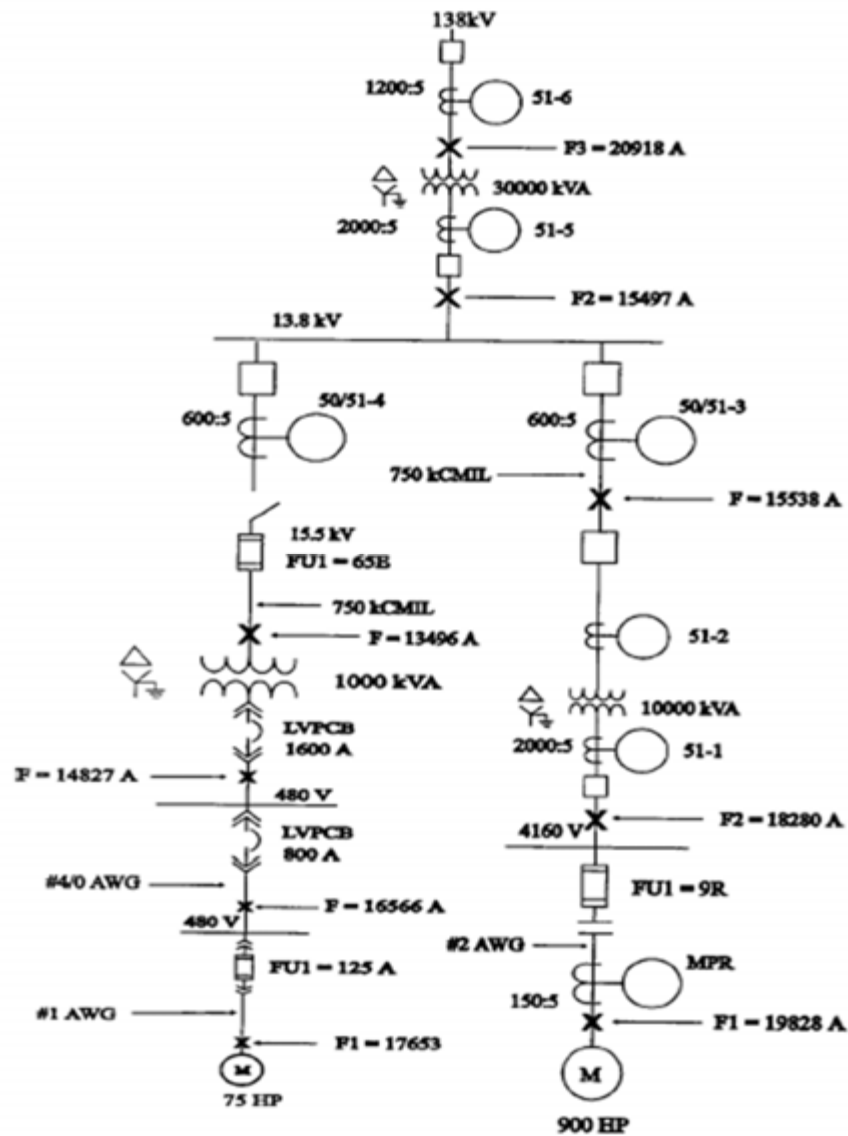 138kV
1200:5
51-6
F3 = 20918 A
30000 kVA
2000:5
51-5
F2 = 15497 A
13.8 kV
600:5
50/51-4
600:5
50/51-3
750 kCMIL
F = 15538 A
15.5 kV
FU1 = 65E
750 kCMIL
F = 13496 A
51-2
1000 kVA
10000 kVA
LVPCB
1600 A
2000:5
51-1
F = 14827 A
480 V
F2 = 18280 A
4160 V
LVPCB
800 A
#4/0 AWG
F = 16566 A
480 V
FU1 = 9R
#2 AWG
FU1 = 125 A
MPR
150:5
#1 AWG
F1 = 19828 A
F1 = 17653
M
75 HP
M
900 HP